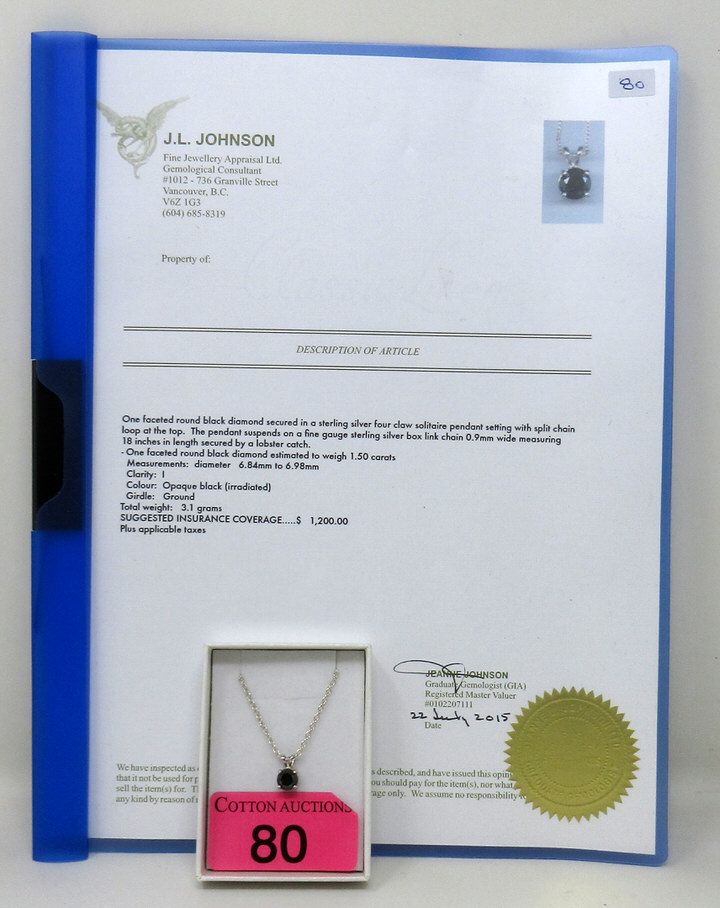 80
J.L. JOHNSON
Fine Jewellery Appraisal Ltd.
Gemological Consultant
#1012 - 736 Granville Street
Vancouver, B.C.
V6Z 1G3
(604) 685-8319
Property of:
DESCRIPTION OF ARTICLE
One faceted round black diamond secured in a sterling silver four claw solitaire pendant setting with split chain
loop at the top. The pendant suspends on a fine gauge sterling silver box link chain 0.9mm wide measuring
18 inches in length secured by a lobster catch.
- One faceted round black diamond estimated to weigh 1.50 carats
Measurements: diameter 6.84mm to 6.98mm
Clarity: I
Colour: Opaque black (irradiated)
Girdle: Ground
Total weight: 3.1 grams
SUGGESTED INSURANCE COVERAGE.....$ 1,200.00
Plus applicable taxes
JEANNE JOHNSON
Graduate Gemologist (GIA)
Registered Master Valuer
#0102207111
22 July 2015
Date
We have inspected as
s described, and have issued this opin
that it not be used for
ou should pay for the item(s), nor what
sell the item(s) for.
age only. We assume no responsibility
any kind by reason of
COTTON AUCTIONS
80